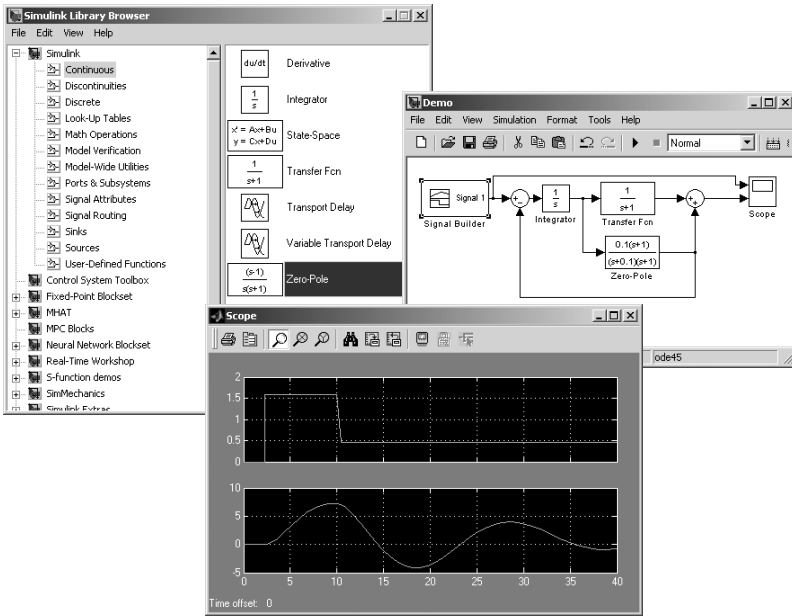 Simulink Library Browser
File Edit View Help
Simulink
Continuous
Discontinuities
Discrete
Look-Up Tables
Math Operations
Model Verification
Model-Wide Utilities
Ports & Subsystems
Signal Attributes
Signal Routing
Sinks
Sources
User-Defined Functions
Control System Toolbox
Fixed-Point Blockset
MHAT
MPC Blocks
Neural Network Blockset
Real-Time Workshop
S-function demos
SimMechanics
Simulink Extras
du/dt Derivative
1
s
Integrator
x' = Ax+Bu
y = Cx+Du
State-Space
1
s+1
Transfer Fcn
Transport Delay
Variable Transport Delay
(s-1)
s(s+1)
Zero-Pole
Demo
File Edit View Simulation Format Tools Help
Normal
Signal 1
Signal Builder
1
s
Integrator
1
s+1
Transfer Fcn
Scope
0.1(s+1)
(s+0.1)(s+1)
Zero-Pole
ode45
Scope
2
1.5
1
0.5
0
10
5
0
-5
0 5 10 15 20 25 30 35 40
Time offset: 0